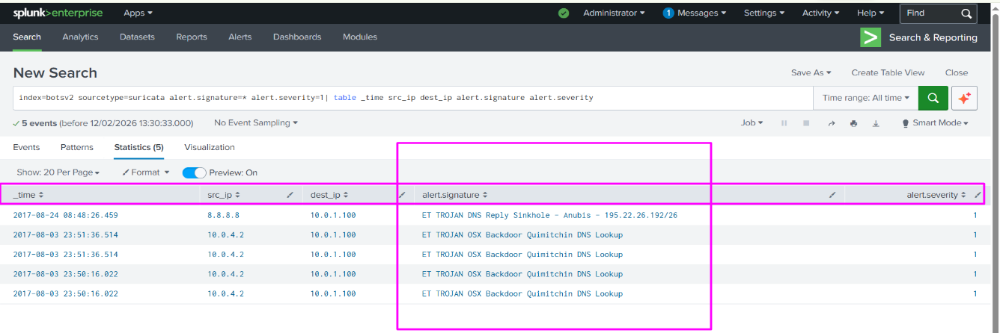 splunk>enterprise Apps Administrator 1 Messages Settings Activity Help Find
Search Analytics Datasets Reports Alerts Dashboards Modules > Search & Reporting
New Search Save As Create Table View Close
index=botsv2 sourcetype=suricata alert.signature=* alert.severity=1| table _time src_ip dest_ip alert.signature alert.severity Time range: All time
5 events (before 12/02/2026 13:30:33.000) No Event Sampling Job Smart Mode
Events Patterns Statistics (5) Visualization
Show: 20 Per Page Format Preview: On
_time src_ip dest_ip alert.signature alert.severity
2017-08-24 08:48:26.459 8.8.8.8 10.0.1.100 ET TROJAN DNS Reply Sinkhole - Anubis - 195.22.26.192/26 1
2017-08-03 23:51:36.514 10.0.4.2 10.0.1.100 ET TROJAN OSX Backdoor Quimitchin DNS Lookup 1
2017-08-03 23:51:36.514 10.0.4.2 10.0.1.100 ET TROJAN OSX Backdoor Quimitchin DNS Lookup 1
2017-08-03 23:50:16.022 10.0.4.2 10.0.1.100 ET TROJAN OSX Backdoor Quimitchin DNS Lookup 1
2017-08-03 23:50:16.022 10.0.4.2 10.0.1.100 ET TROJAN OSX Backdoor Quimitchin DNS Lookup 1